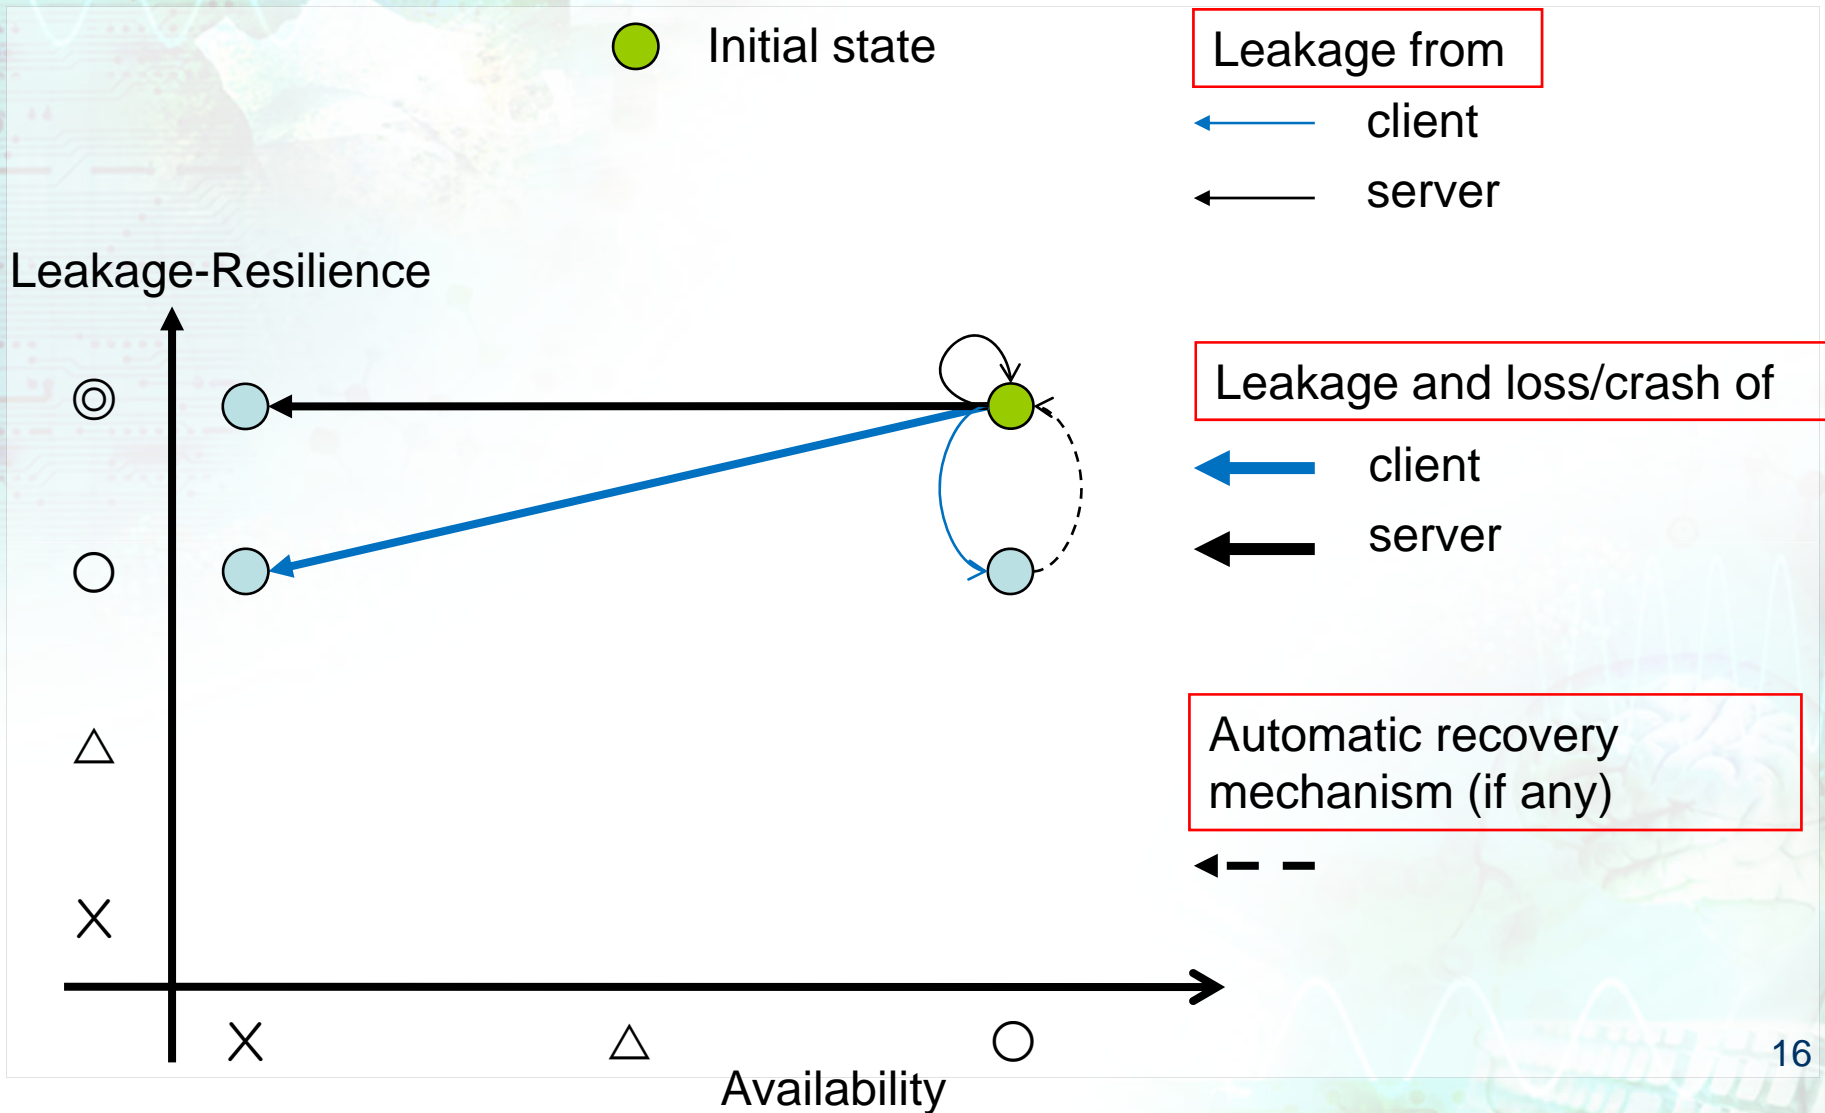 Initial state
Leakage from
client
server
Leakage-Resilience
Leakage and loss/crash of
client
server
Automatic recovery
mechanism (if any)
Availability
16